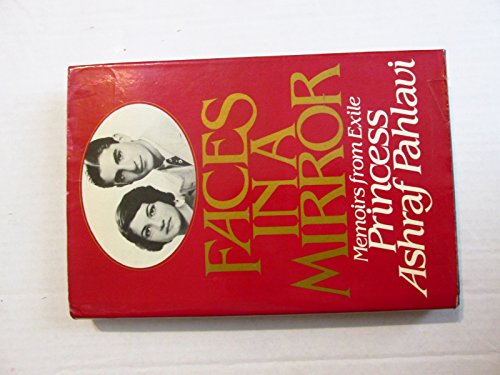 FACES
IN A
MIRROR
Memoirs from Exile
Princess
Ashraf Pahlavi